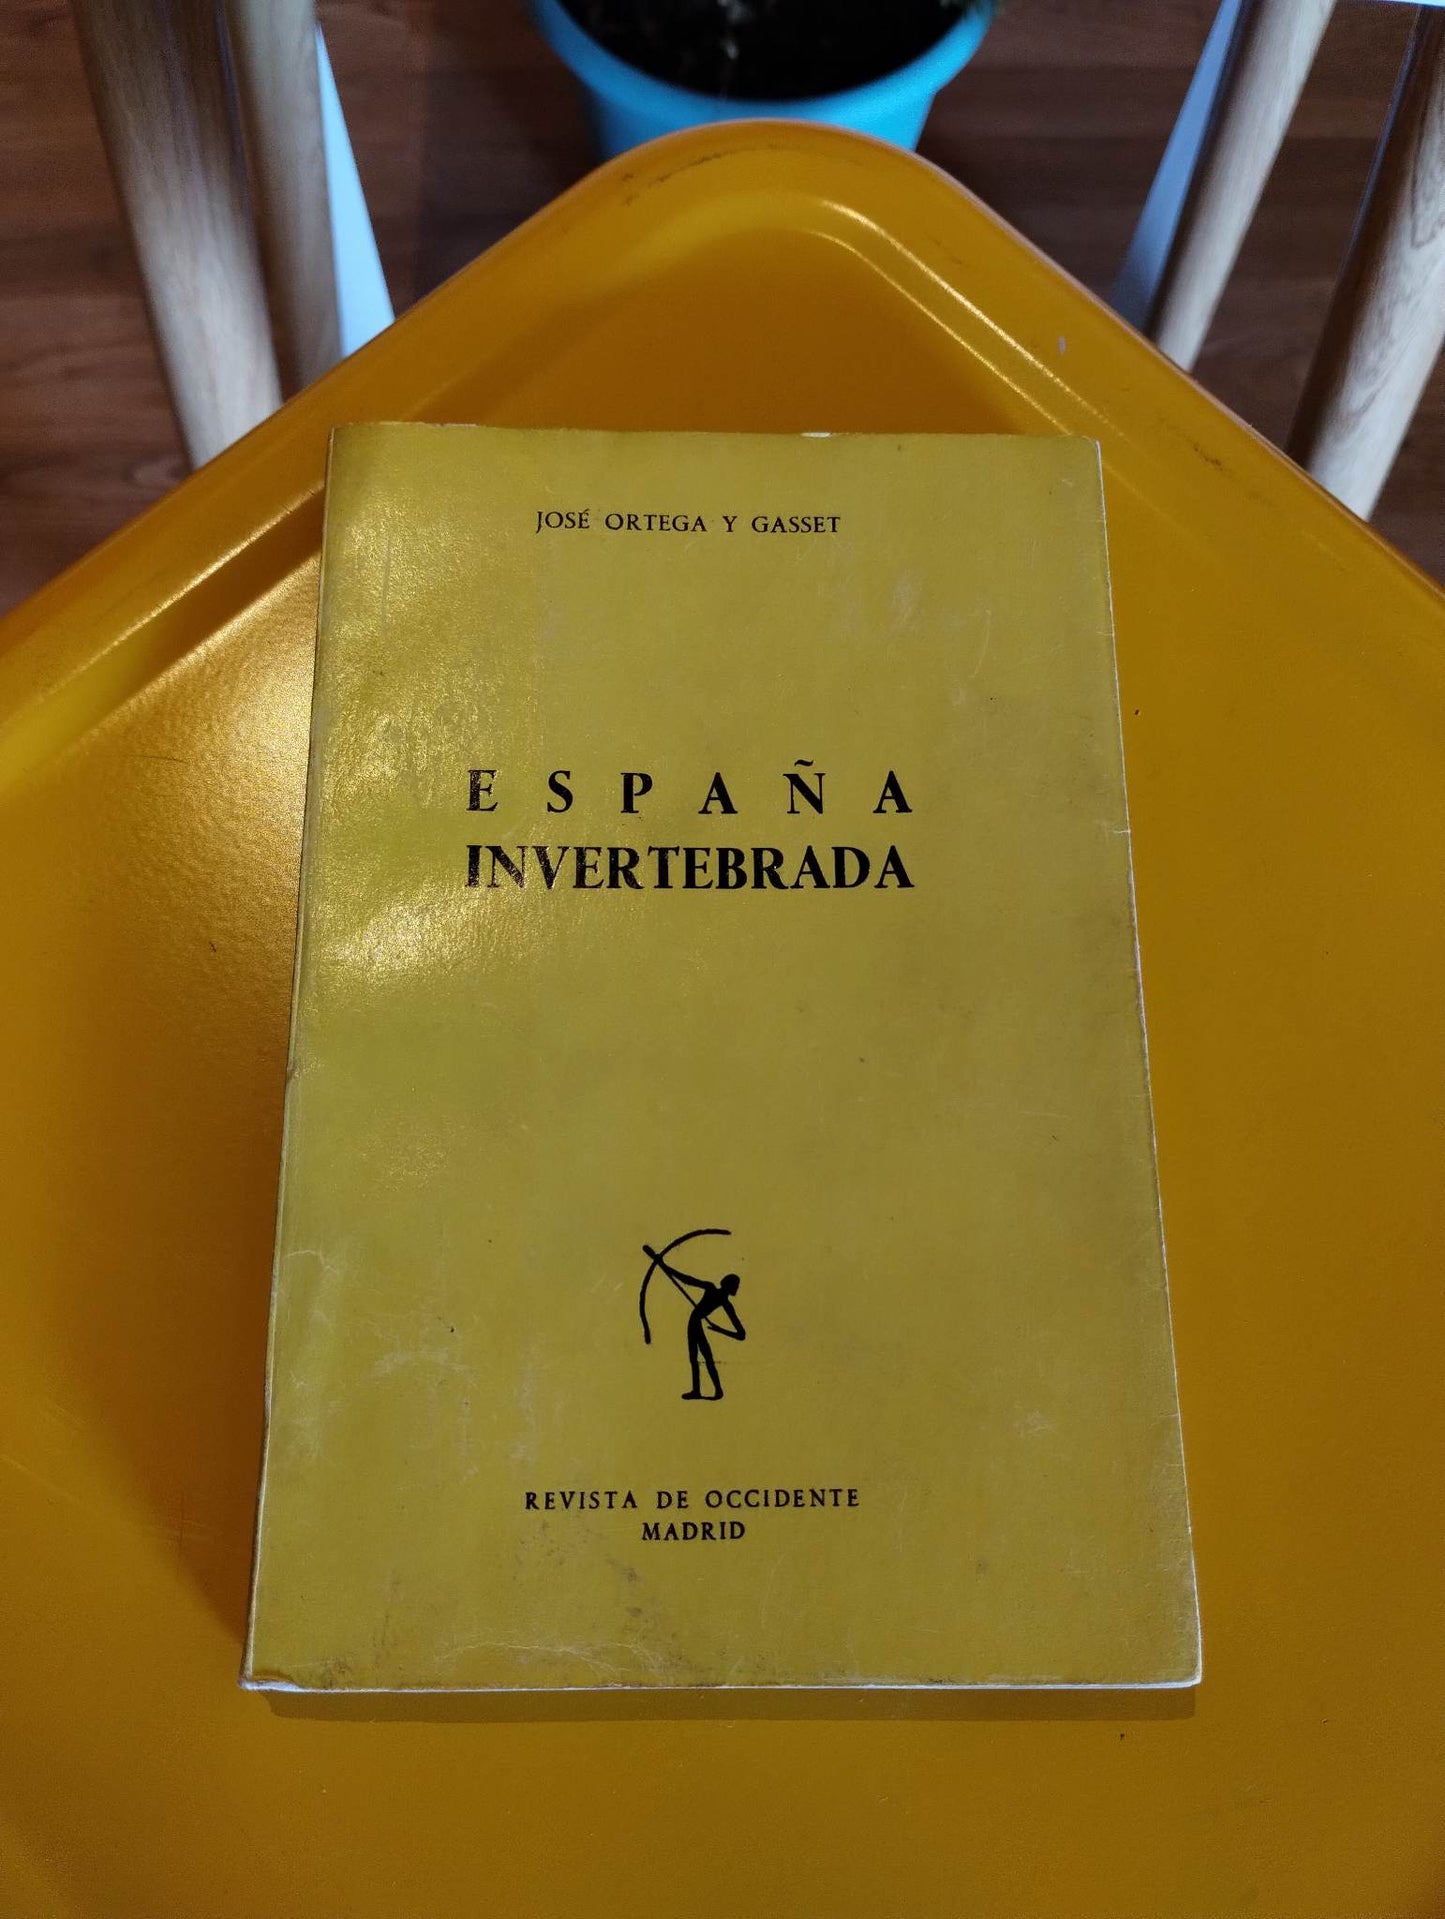 JOSÉ ORTEGA Y GASSET
ESPAÑA
INVERTEBRADA
REVISTA DE OCCIDENTE
MADRID